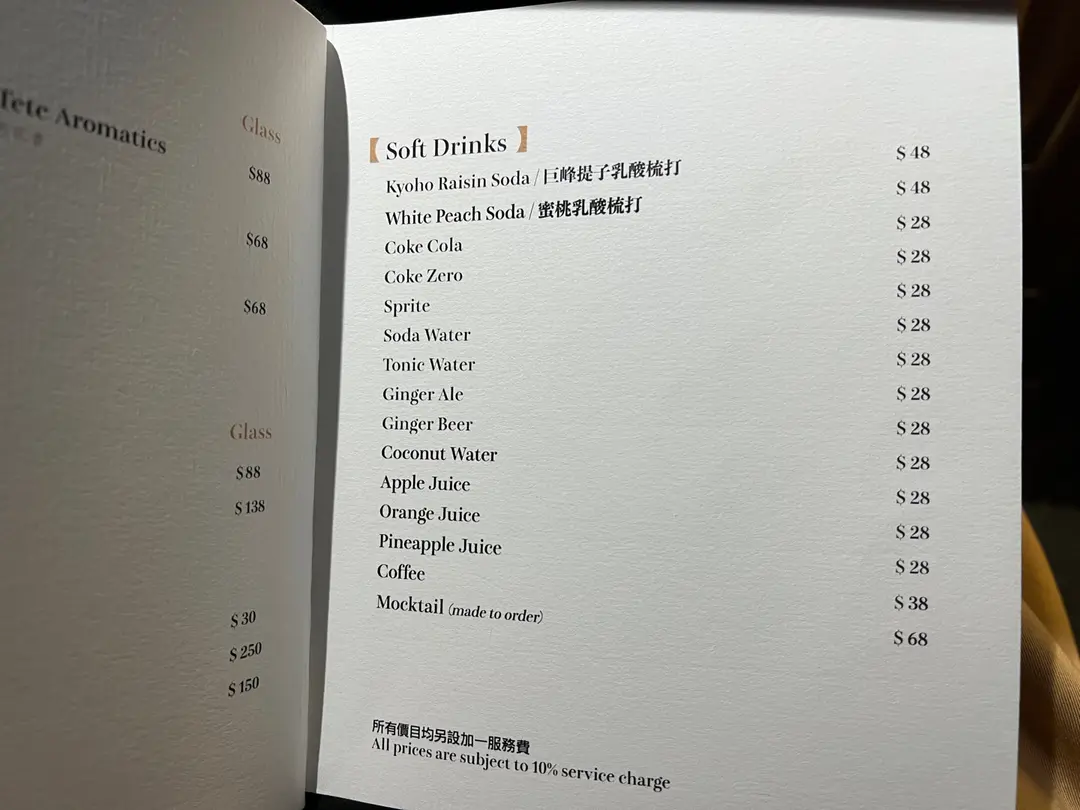 Tete Aromatics
Glass
$88
$68
$68
Glass
$88
$138
$30
$250
$150
【 Soft Drinks 】
Kyoho Raisin Soda / 巨峰提子乳酸梳打 $48
White Peach Soda / 蜜桃乳酸梳打 $48
Coke Cola $28
Coke Zero $28
Sprite $28
Soda Water $28
Tonic Water $28
Ginger Ale $28
Ginger Beer $28
Coconut Water $28
Apple Juice $28
Orange Juice $28
Pineapple Juice $28
Coffee $38
Mocktail (made to order) $68
所有價目均另設加一服務費
All prices are subject to 10% service charge